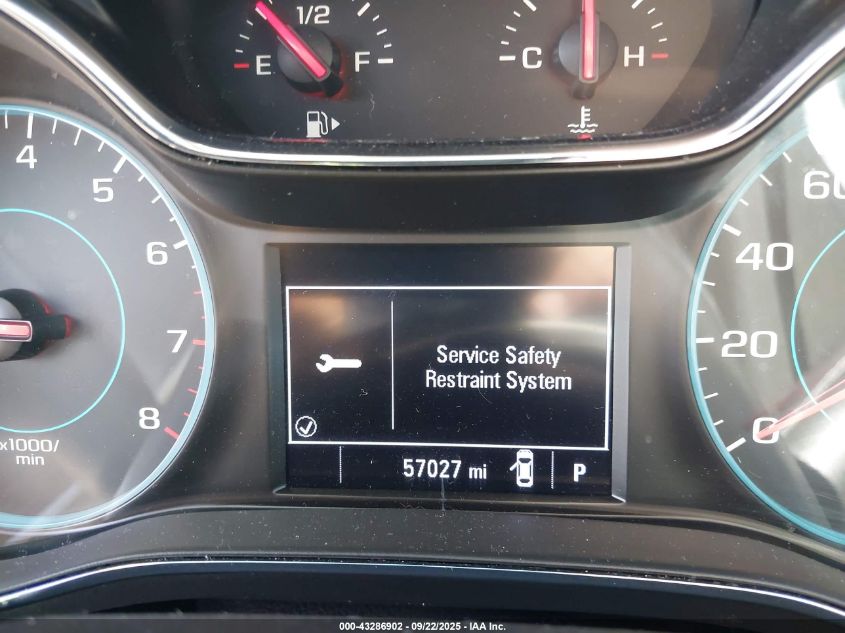 1/2
E F
C H
4
5
6
7
8
x1000/
min
Service Safety
Restraint System
57027 mi P
60
40
20
0
000-43286902 - 09/22/2025 - IAA Inc.